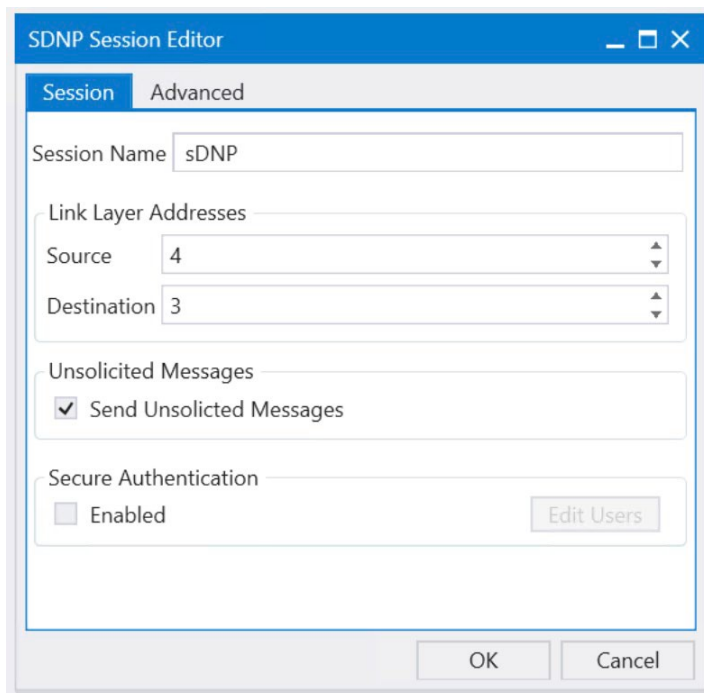 SDNP Session Editor
Session Advanced
Session Name sDNP
Link Layer Addresses
Source 4
Destination 3
Unsolicited Messages
Send Unsolicted Messages
Secure Authentication
Enabled Edit Users
OK Cancel